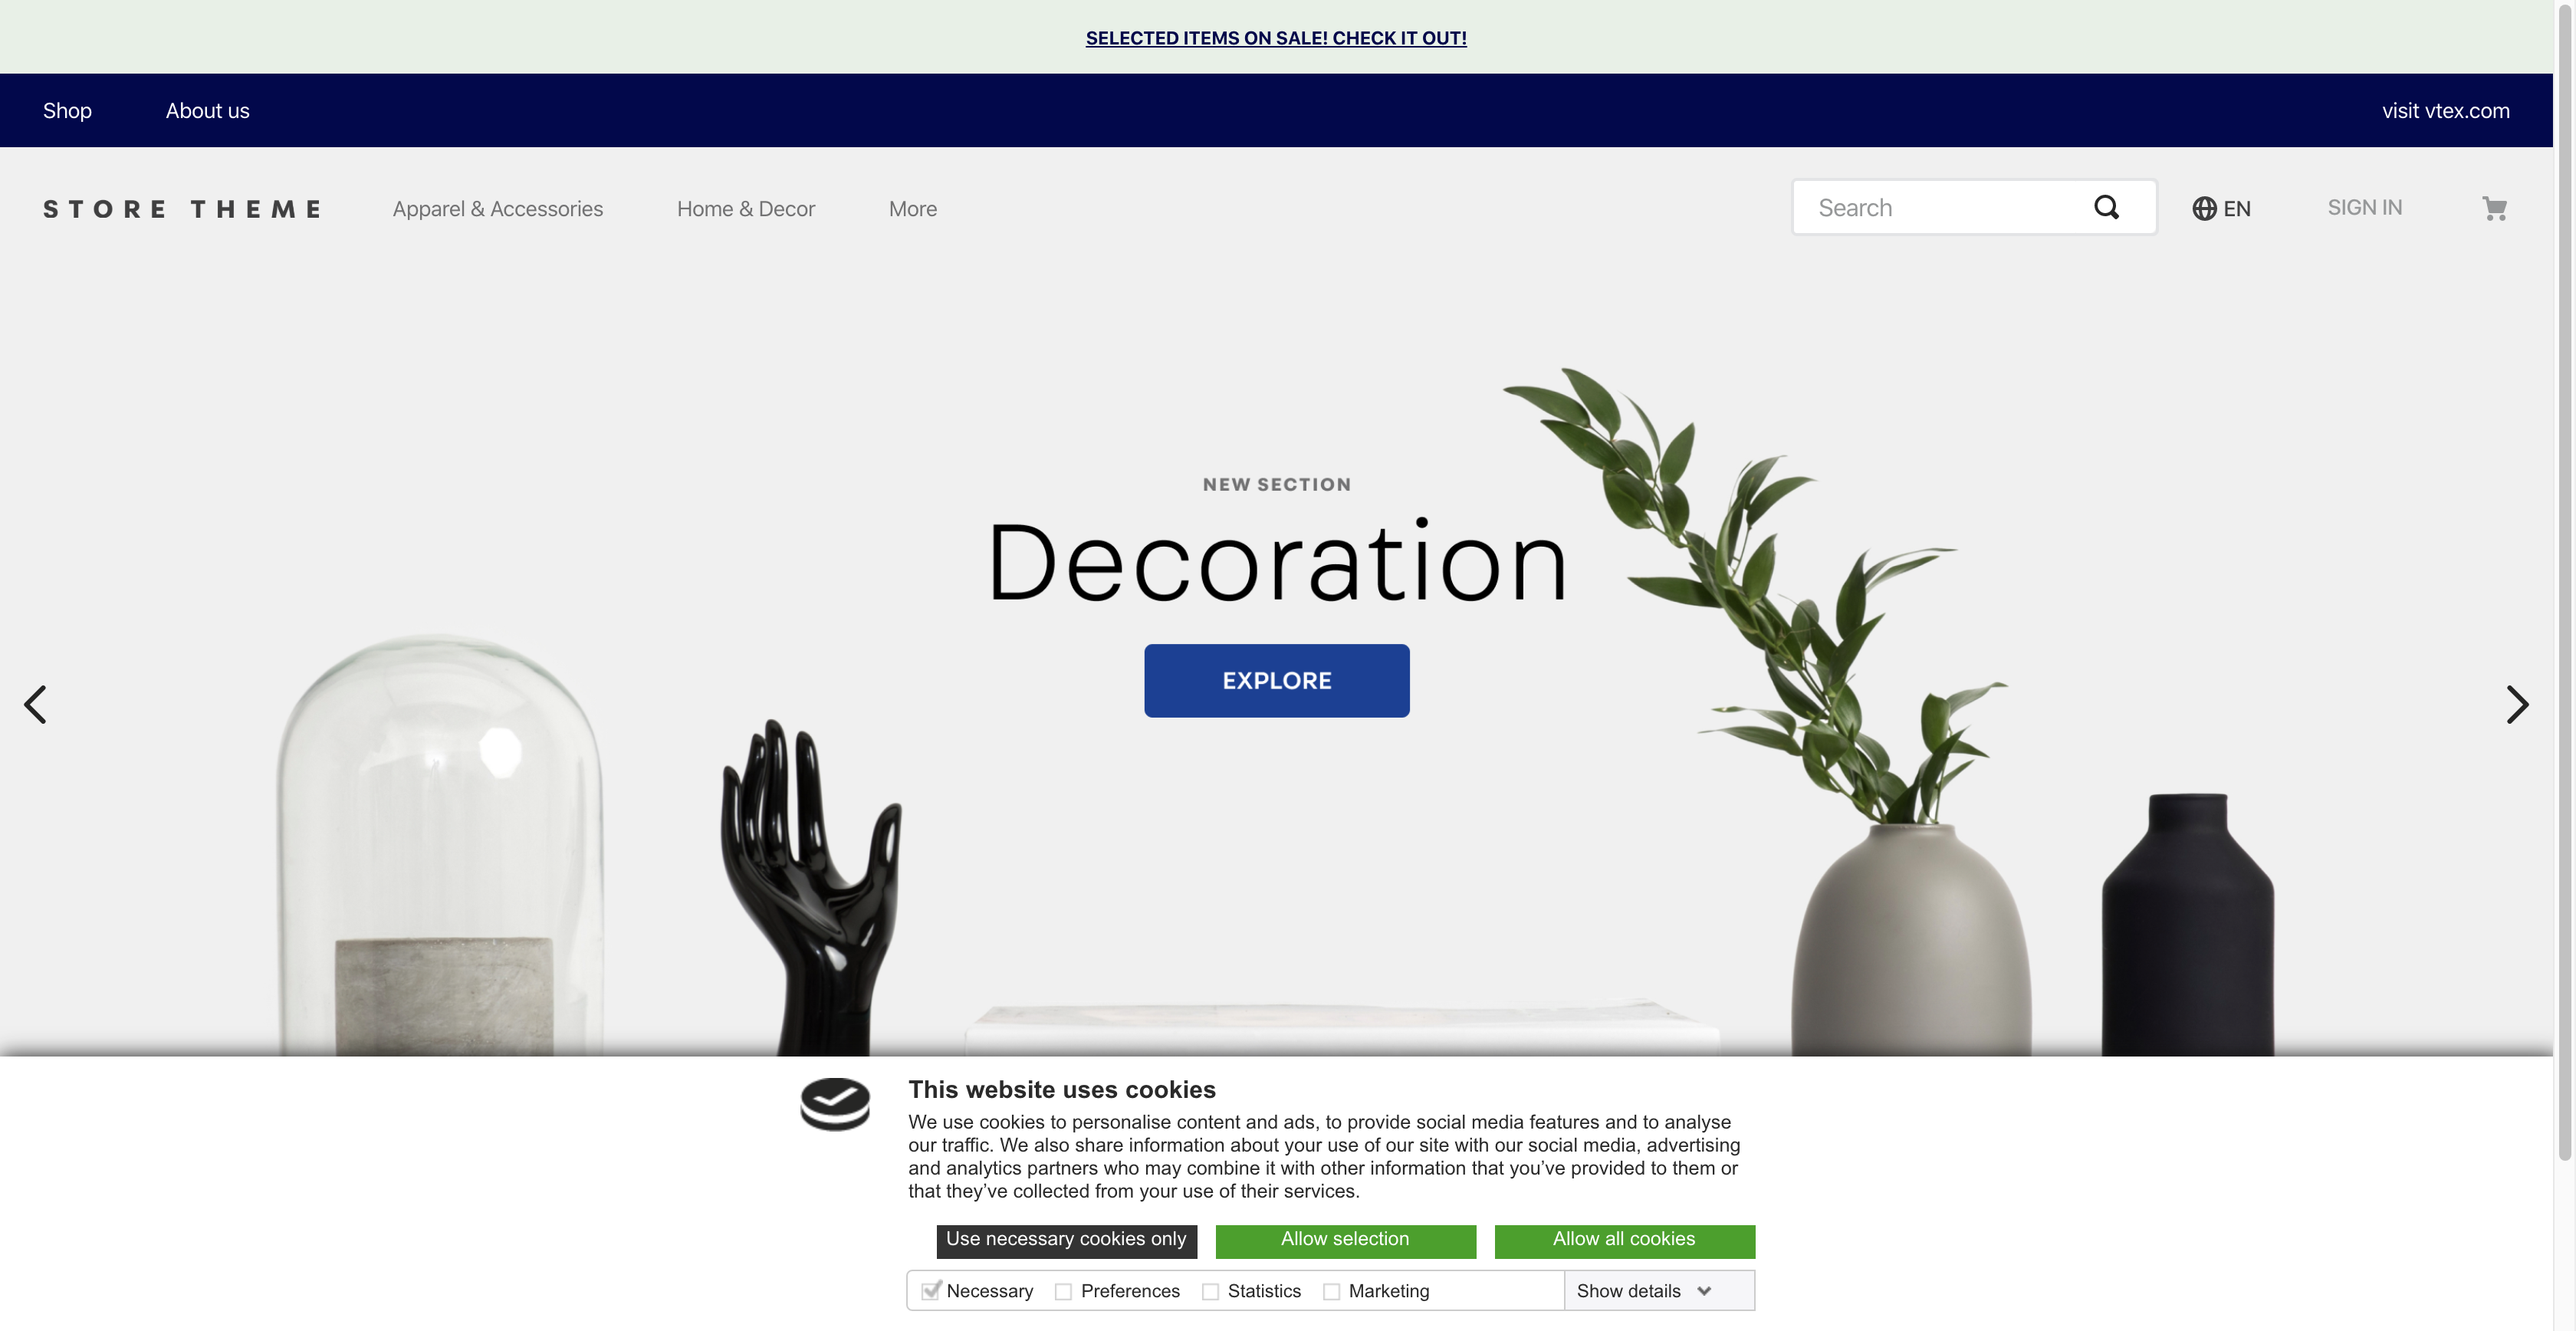 SELECTED ITEMS ON SALE! CHECK IT OUT!
Shop
About us
visit vtex.com
STORE THEME
Apparel & Accessories
Home & Decor
More
Search
EN
SIGN IN
NEW SECTION
Decoration
EXPLORE
This website uses cookies
We use cookies to personalise content and ads, to provide social media features and to analyse
our traffic. We also share information about your use of our site with our social media, advertising
and analytics partners who may combine it with other information that you’ve provided to them or
that they’ve collected from your use of their services.
Use necessary cookies only
Allow selection
Allow all cookies
Necessary
Preferences
Statistics
Marketing
Show details